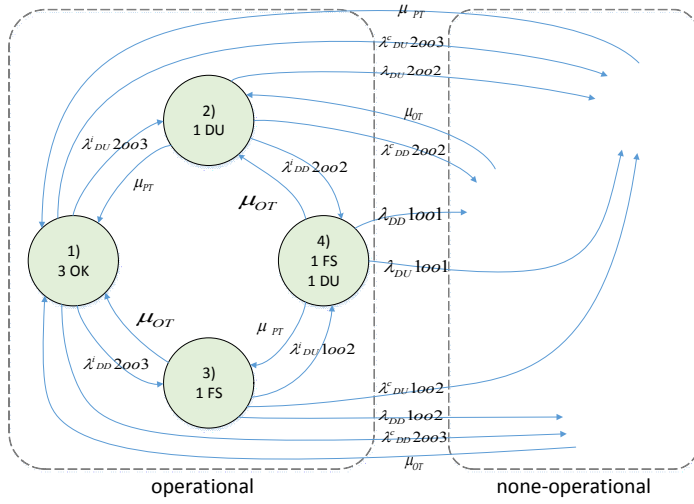 μ PT
λ^c_DU 2oo3
λ_DU 2oo2
2)
1 DU
μ_OT
λ^i_DU 2oo3
λ^c_DD 2oo2
λ^i_DD 2oo2
μ_PT
μ_OT
λ_DD 1oo1
1)
3 OK
4)
1 FS
1 DU
λ_DU 1oo1
μ_OT
μ PT
λ^i_DD 2oo3
λ^i_DU 1oo2
3)
1 FS
λ^c_DU 1oo2
λ_DD 1oo2
λ^c_DD 2oo3
μ_OT
operational
none-operational